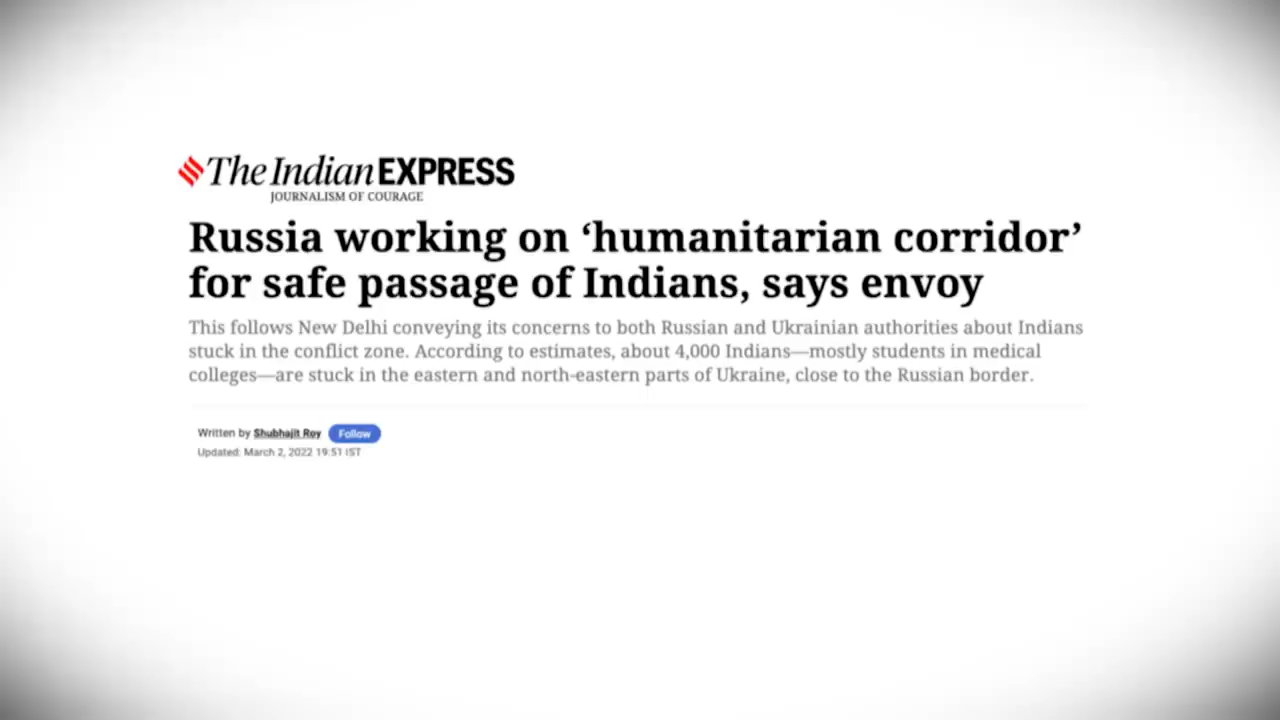 The Indian EXPRESS
JOURNALISM OF COURAGE
Russia working on ‘humanitarian corridor’
for safe passage of Indians, says envoy
This follows New Delhi conveying its concerns to both Russian and Ukrainian authorities about Indians
stuck in the conflict zone. According to estimates, about 4,000 Indians—mostly students in medical
colleges—are stuck in the eastern and north-eastern parts of Ukraine, close to the Russian border.
Written by Shubhajit Roy Follow
Updated: March 2, 2022 19:51 IST